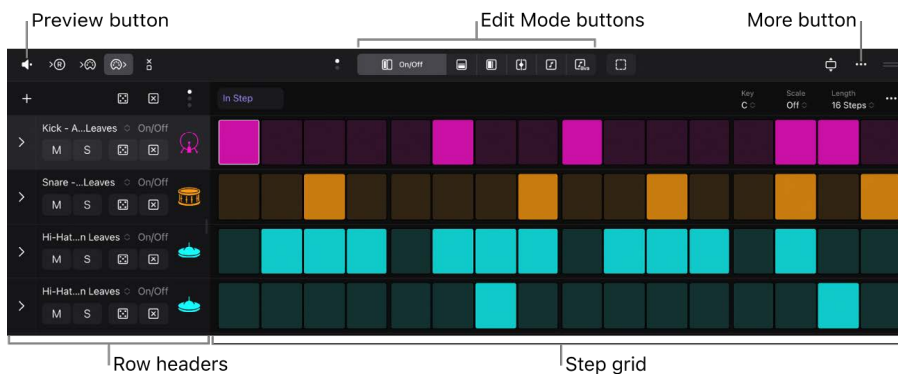 Preview button
Edit Mode buttons
More button
On/Off
In Step
Key
C
Scale
Off
Length
16 Steps
Kick - A...Leaves On/Off
M S
Snare -...Leaves On/Off
M S
Hi-Hat...n Leaves On/Off
M S
Hi-Hat...n Leaves On/Off
M S
Row headers
Step grid